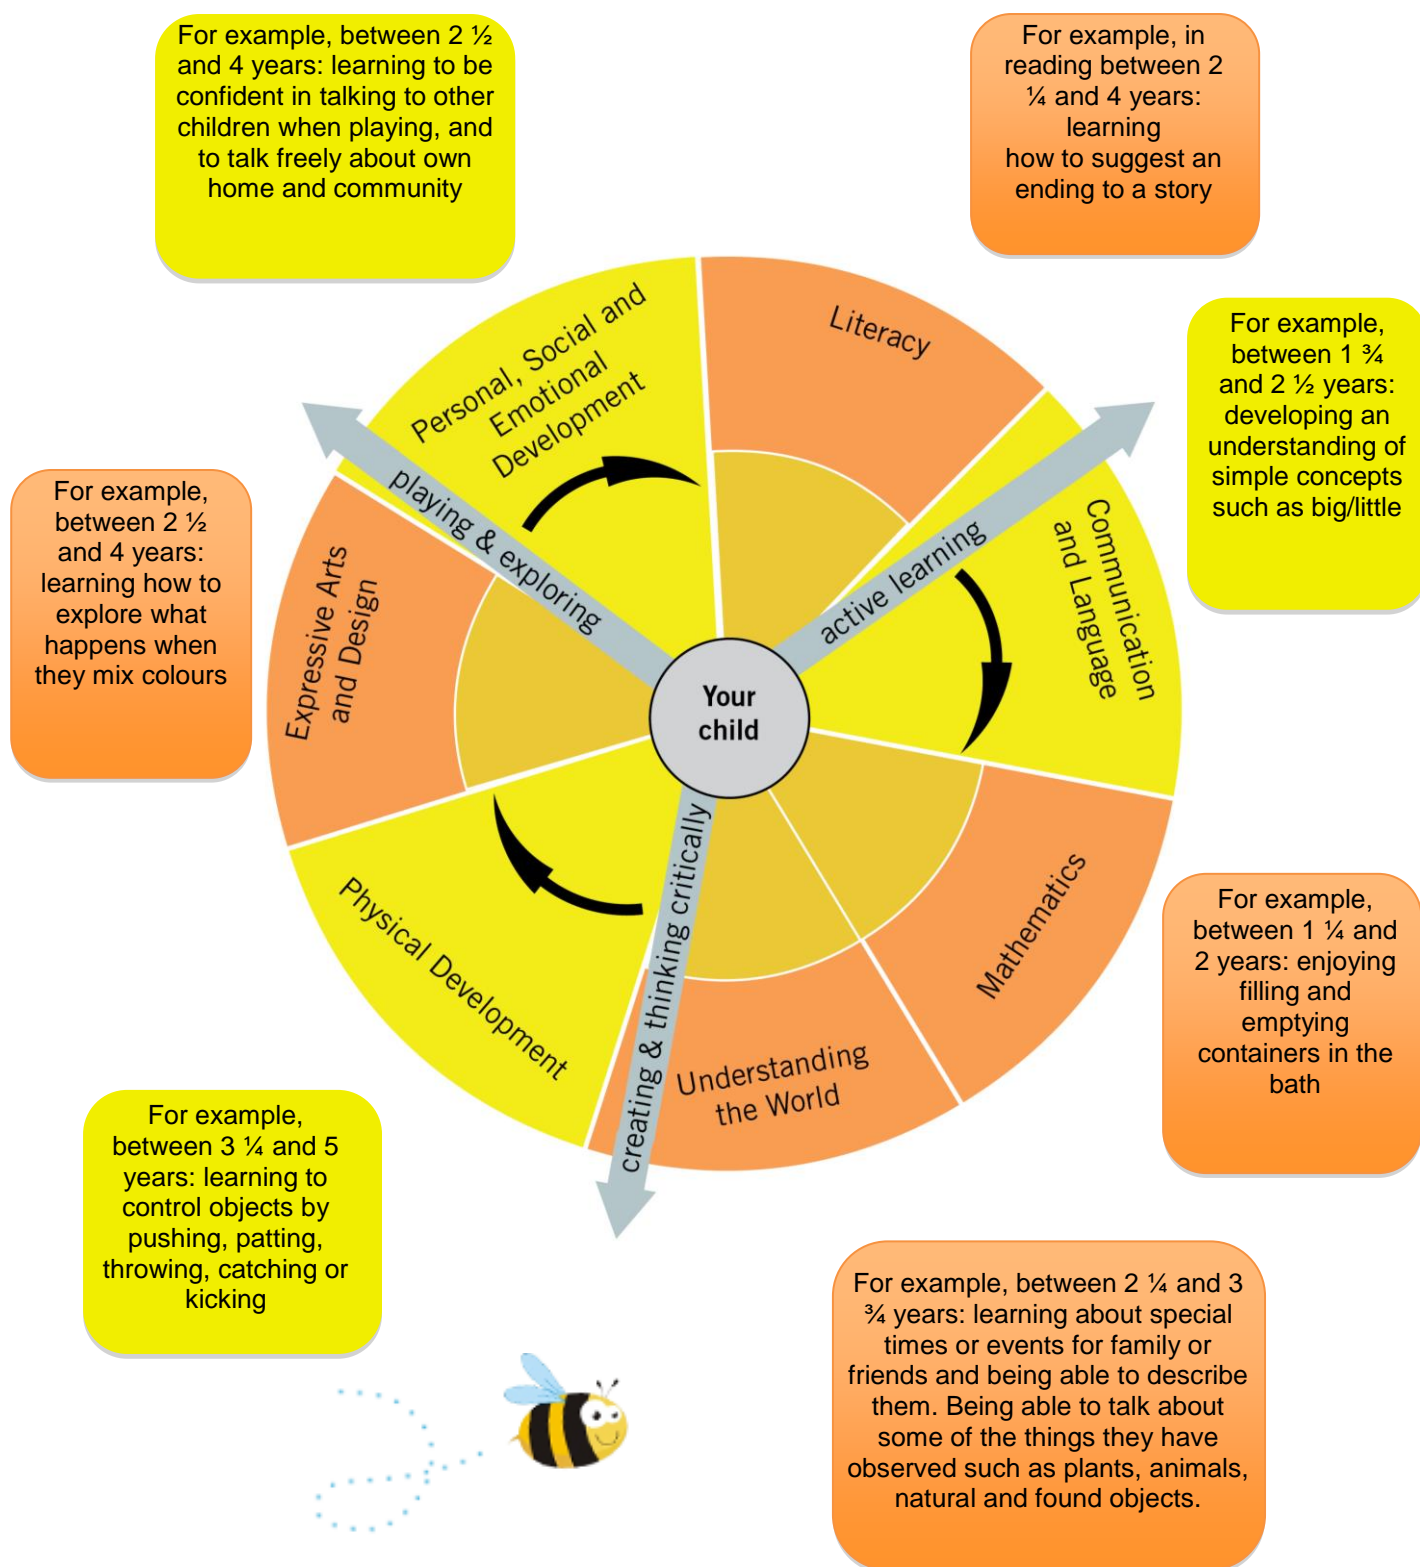 For example, between 2 ½
and 4 years: learning to be
confident in talking to other
children when playing, and
to talk freely about own
home and community
For example, in
reading between 2
¼ and 4 years:
learning
how to suggest an
ending to a story
For example,
between 1 ¾
and 2 ½ years:
developing an
understanding of
simple concepts
such as big/little
For example,
between 2 ½
and 4 years:
learning how to
explore what
happens when
they mix colours
Personal, Social and
Emotional
Development
Literacy
Communication
and Language
Mathematics
Understanding
the World
Physical Development
Expressive Arts
and Design
playing & exploring
active learning
creating & thinking critically
Your
child
For example,
between 1 ¼ and
2 years: enjoying
filling and
emptying
containers in the
bath
For example,
between 3 ¼ and 5
years: learning to
control objects by
pushing, patting,
throwing, catching or
kicking
For example, between 2 ¼ and 3
¾ years: learning about special
times or events for family or
friends and being able to describe
them. Being able to talk about
some of the things they have
observed such as plants, animals,
natural and found objects.